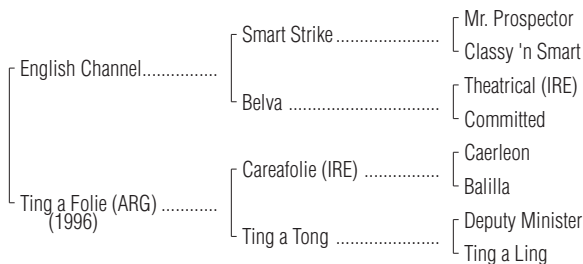 Mr. Prospector
Smart Strike ....................
Classy 'n Smart
English Channel...............
Theatrical (IRE)
Belva .............................
Committed
Caerleon
Careafolie (IRE) ...............
Balilla
Ting a Folie (ARG) ...........
(1996)
Deputy Minister
Ting a Tong ....................
Ting a Ling